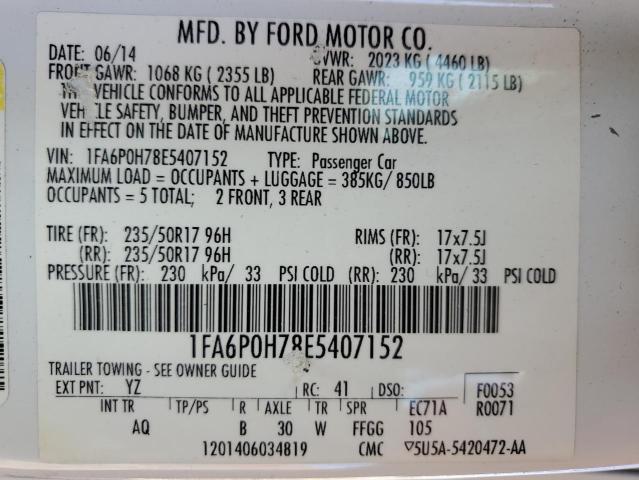 MFD. BY FORD MOTOR CO.
DATE: 06/14 VWR: 2023 KG ( 4460 LB)
FRONT GAWR: 1068 KG ( 2355 LB) REAR GAWR: 959 KG ( 2115 LB)
VEHICLE CONFORMS TO ALL APPLICABLE FEDERAL MOTOR
VEH LE SAFETY, BUMPER, AND THEFT PREVENTION STANDARDS
IN EFFECT ON THE DATE OF MANUFACTURE SHOWN ABOVE.
VIN: 1FA6P0H78E5407152 TYPE: Passenger Car
MAXIMUM LOAD = OCCUPANTS + LUGGAGE = 385KG/ 850LB
OCCUPANTS = 5 TOTAL; 2 FRONT, 3 REAR
TIRE (FR): 235/50R17 96H RIMS (FR): 17x7.5J
(RR): 235/50R17 96H (RR): 17x7.5J
PRESSURE (FR): 230 kPa/ 33 PSI COLD (RR): 230 kPa/ 33 PSI COLD
1FA6P0H78E5407152
TRAILER TOWING - SEE OWNER GUIDE
EXT PNT: YZ RC: 41 DSO: F0053
INT TR TP/PS R AXLE TR SPR EC71A R0071
AQ B 30 W FFGG 105
1201406034819 CMC ▽5U5A-5420472-AA